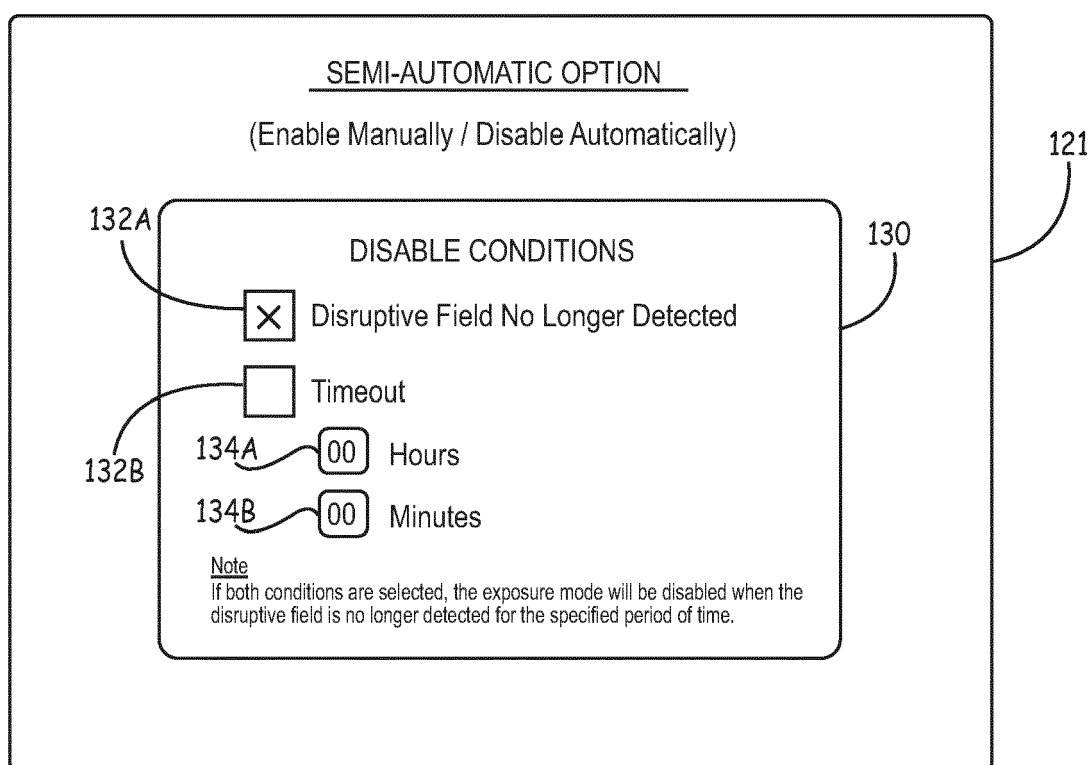 SEMI-AUTOMATIC OPTION
(Enable Manually / Disable Automatically)
121
132A
130
DISABLE CONDITIONS
X Disruptive Field No Longer Detected
Timeout
132B
134A 00 Hours
134B 00 Minutes
Note
If both conditions are selected, the exposure mode will be disabled when the
disruptive field is no longer detected for the specified period of time.